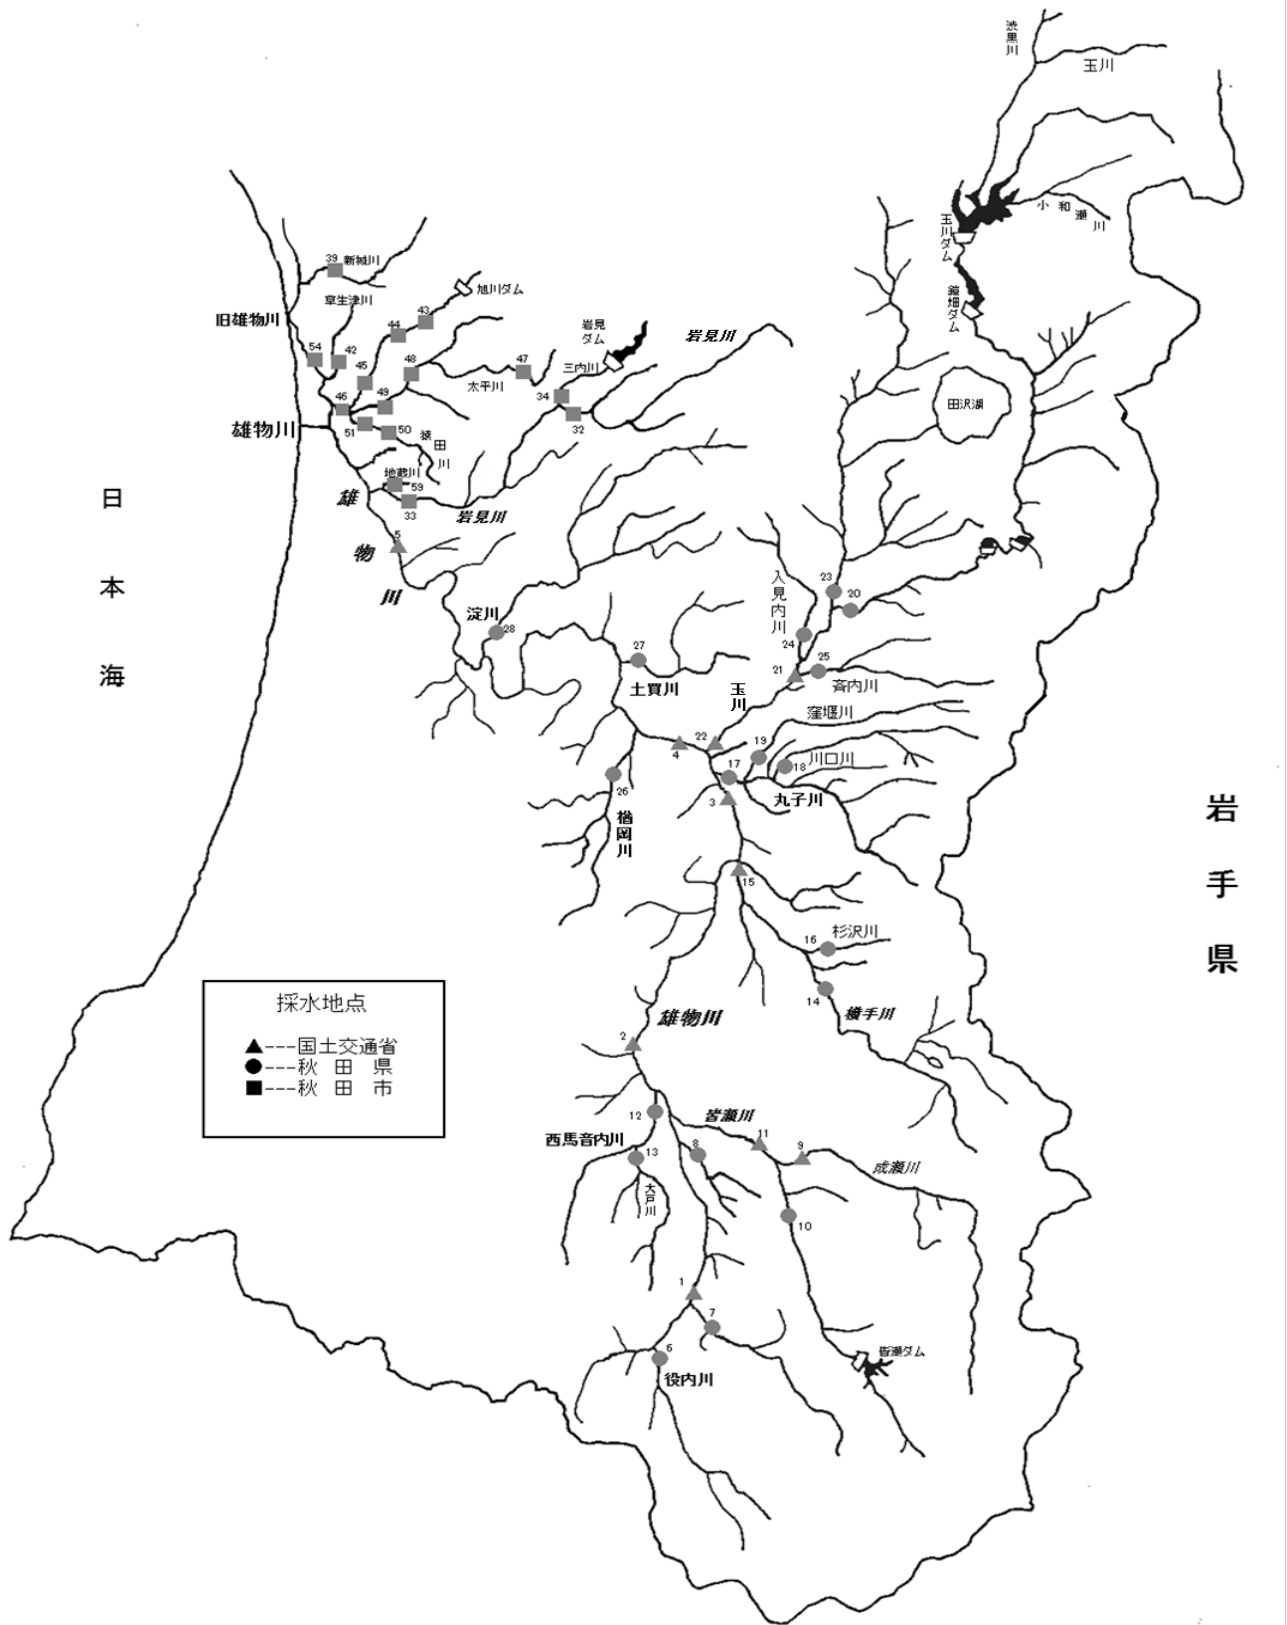 渋黒川
玉川
小和瀬川
玉川ダム
鎧畑ダム
39
新城川
草生津川
旭川ダム
旧雄物川
43
44
岩見
ダム
岩見川
54
42
45
48
47
三内川
太平川
田沢湖
46
49
34
32
雄物川
51
50
猿田川
地蔵川
59
33
岩見川
雄物川
5
日本海
淀川
28
入見内川
23
20
24
25
21
斉内川
27
土買川
玉川
窪堰川
22
4
19
17
18
川口川
3
丸子川
26
楢岡川
岩手県
15
16
杉沢川
14
横手川
採水地点
▲---国土交通省
●---秋田県
■---秋田市
雄物川
2
12
皆瀬川
11
9
西馬音内川
13
8
成瀬川
大戸川
10
1
7
6
役内川
皆瀬ダム